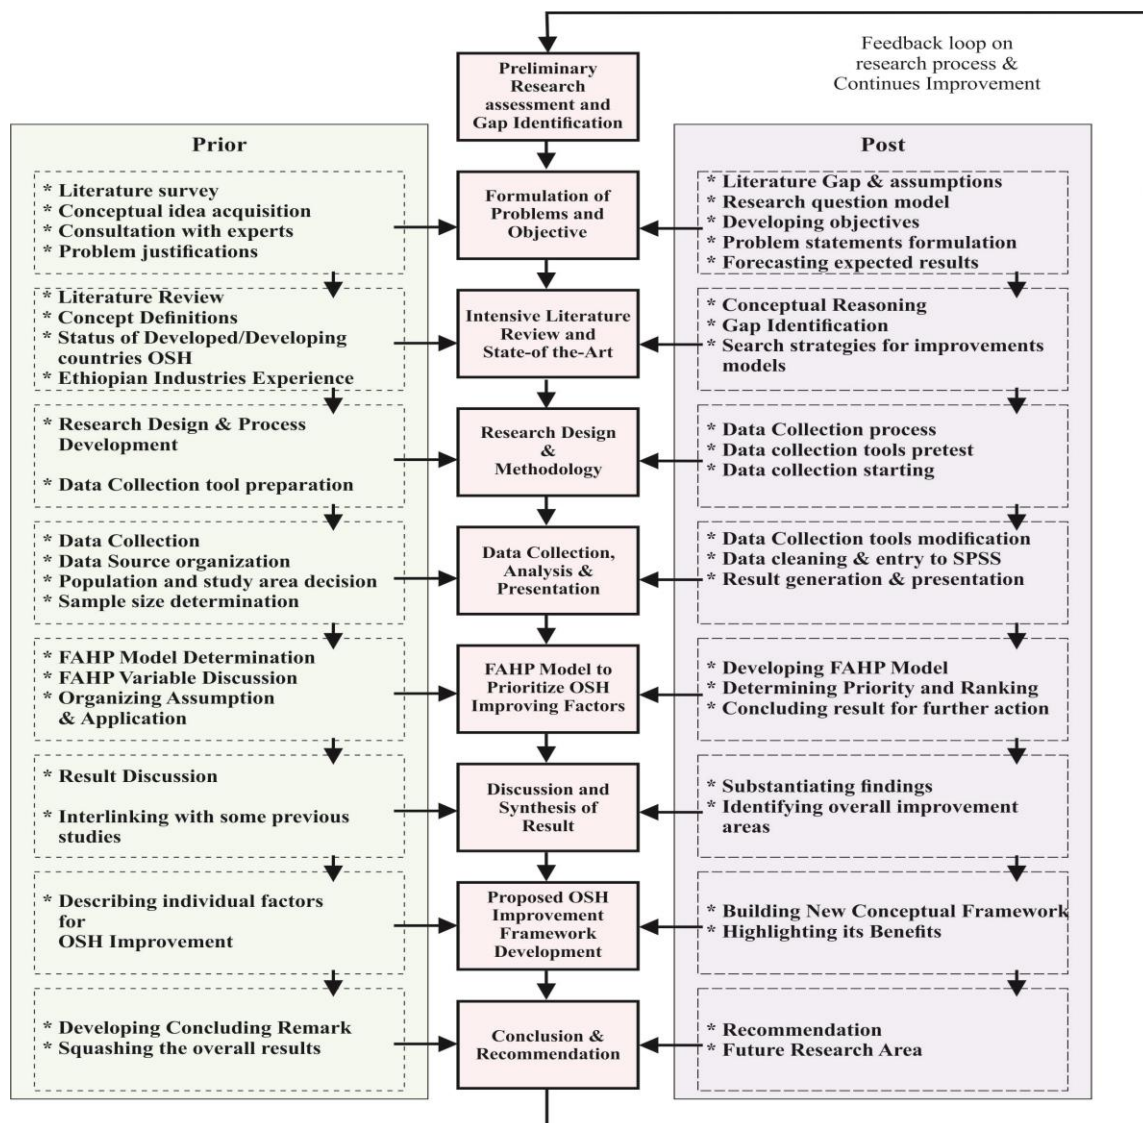 Feedback loop on
research process &
Continues Improvement
Preliminary
Research
assessment and
Gap Identification
Prior
Post
* Literature survey
* Conceptual idea acquisition
* Consultation with experts
* Problem justifications
Formulation of
Problems and
Objective
* Literature Gap & assumptions
* Research question model
* Developing objectives
* Problem statements formulation
* Forecasting expected results
* Literature Review
* Concept Definitions
* Status of Developed/Developing
countries OSH
* Ethiopian Industries Experience
Intensive Literature
Review and
State-of the-Art
* Conceptual Reasoning
* Gap Identification
* Search strategies for improvements
models
* Research Design & Process
Development
* Data Collection tool preparation
Research Design
&
Methodology
* Data Collection process
* Data collection tools pretest
* Data collection starting
* Data Collection
* Data Source organization
* Population and study area decision
* Sample size determination
Data Collection,
Analysis &
Presentation
* Data Collection tools modification
* Data cleaning & entry to SPSS
* Result generation & presentation
* FAHP Model Determination
* FAHP Variable Discussion
* Organizing Assumption
& Application
FAHP Model to
Prioritize OSH
Improving Factors
* Developing FAHP Model
* Determining Priority and Ranking
* Concluding result for further action
* Result Discussion
* Interlinking with some previous
studies
Discussion and
Synthesis of
Result
* Substantiating findings
* Identifying overall improvement
areas
* Describing individual factors
for
OSH Improvement
Proposed OSH
Improvement
Framework
Development
* Building New Conceptual Framework
* Highlighting its Benefits
* Developing Concluding Remark
* Squashing the overall results
Conclusion &
Recommendation
* Recommendation
* Future Research Area